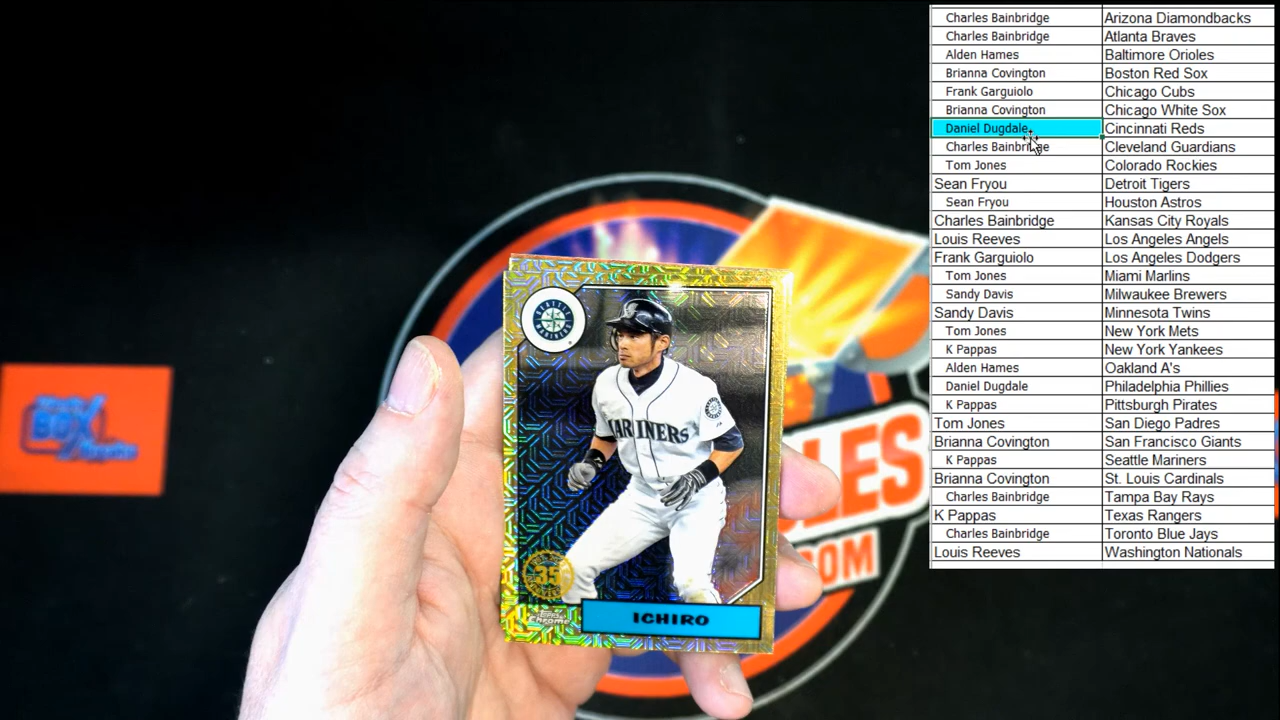 Charles Bainbridge Arizona Diamondbacks
Charles Bainbridge Atlanta Braves
Alden Hames Baltimore Orioles
Brianna Covington Boston Red Sox
Frank Garguiolo Chicago Cubs
Brianna Covington Chicago White Sox
Daniel Dugdale Cincinnati Reds
Charles Bainbridge Cleveland Guardians
Tom Jones Colorado Rockies
Sean Fryou Detroit Tigers
Sean Fryou Houston Astros
Charles Bainbridge Kansas City Royals
Louis Reeves Los Angeles Angels
Frank Garguiolo Los Angeles Dodgers
Tom Jones Miami Marlins
Sandy Davis Milwaukee Brewers
Sandy Davis Minnesota Twins
Tom Jones New York Mets
K Pappas New York Yankees
Alden Hames Oakland A's
Daniel Dugdale Philadelphia Phillies
K Pappas Pittsburgh Pirates
Tom Jones San Diego Padres
Brianna Covington San Francisco Giants
K Pappas Seattle Mariners
Brianna Covington St. Louis Cardinals
Charles Bainbridge Tampa Bay Rays
K Pappas Texas Rangers
Charles Bainbridge Toronto Blue Jays
Louis Reeves Washington Nationals
SEATTLE
MARINERS
MARINERS
35
Topps
Chrome
ICHIRO
BOX
.COM